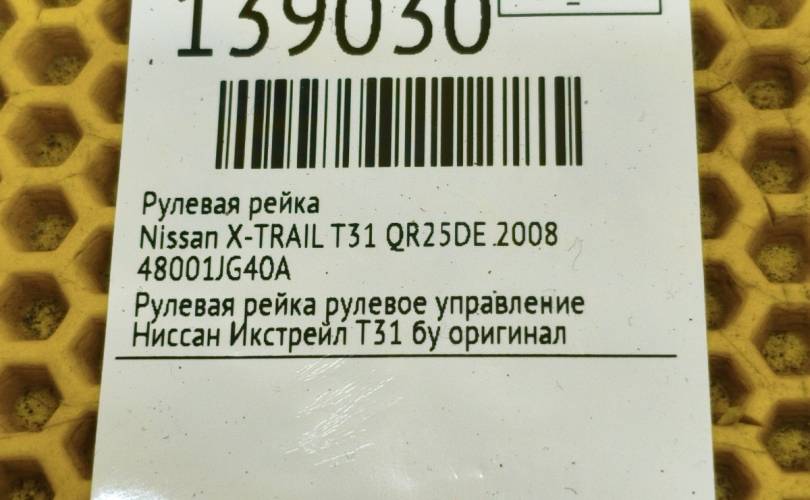 139030
Рулевая рейка
Nissan X-TRAIL T31 QR25DE 2008
48001JG40A
Рулевая рейка рулевое управление
Ниссан Икстрейл Т31 бу оригинал